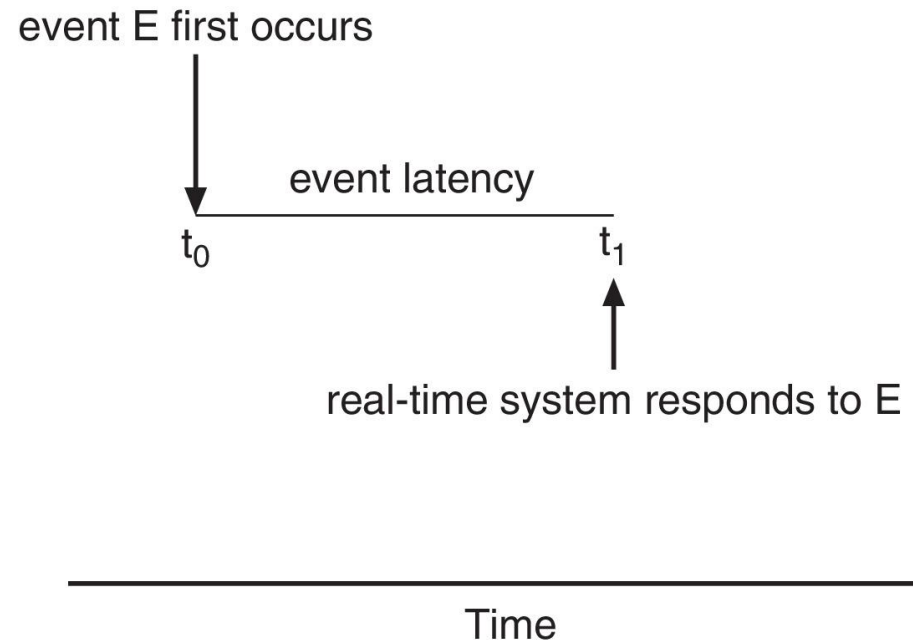 event E first occurs
event latency
t₀
t₁
real-time system responds to E
Time